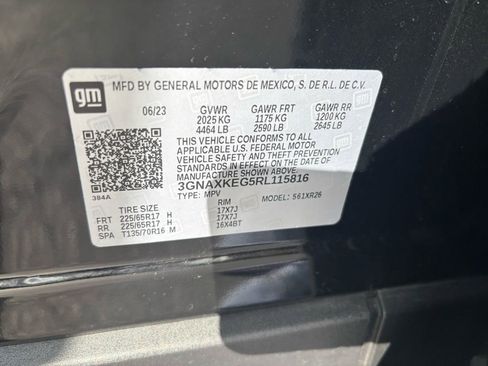 gm
MFD BY GENERAL MOTORS DE MEXICO, S. DE R.L. DE C.V.
06/23 GVWR GAWR FRT GAWR RR
2025 KG 1175 KG 1200 KG
4464 LB 2590 LB 2645 LB
THIS VEHICLE CONFORMS TO ALL
APPLICABLE U.S. FEDERAL MOTOR
VEHICLE SAFETY STANDARDS IN
EFFECT ON THE DATE OF
MANUFACTURE SHOWN ABOVE.
3GNAXKEG5RL115816
384A TYPE: MPV MODEL: 561XR26
TIRE SIZE RIM
FRT 225/65R17 H 17X7J
RR 225/65R17 H 17X7J
SPA T135/70R16 M 16X4BT